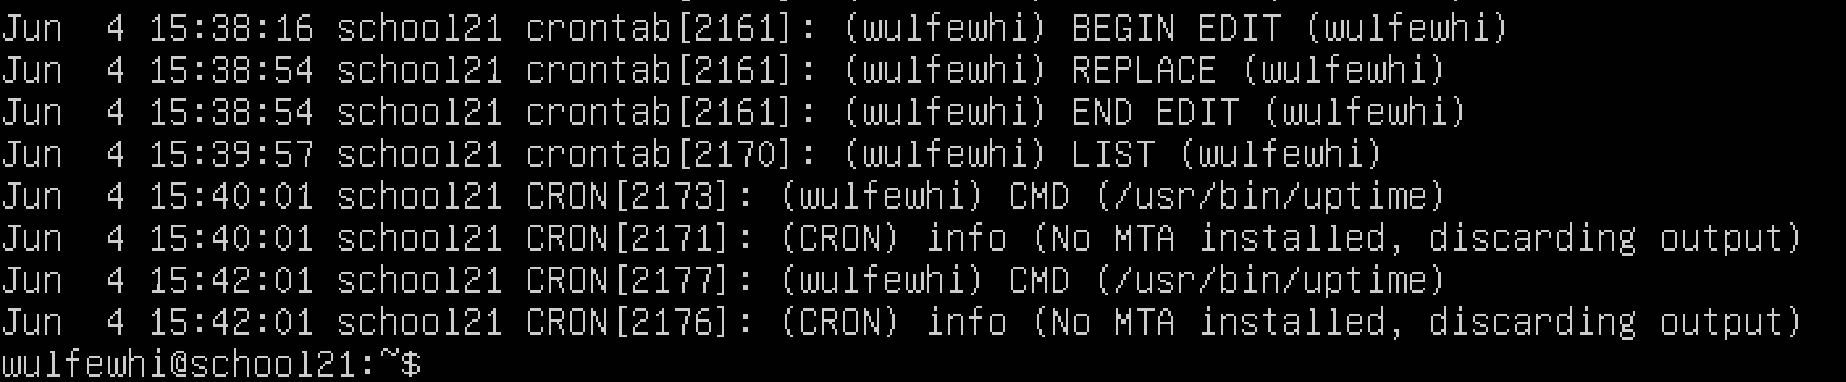 Jun  4 15:38:16 school21 crontab[2161]: (wulfewhi) BEGIN EDIT (wulfewhi)
Jun  4 15:38:54 school21 crontab[2161]: (wulfewhi) REPLACE (wulfewhi)
Jun  4 15:38:54 school21 crontab[2161]: (wulfewhi) END EDIT (wulfewhi)
Jun  4 15:39:57 school21 crontab[2170]: (wulfewhi) LIST (wulfewhi)
Jun  4 15:40:01 school21 CRON[2173]: (wulfewhi) CMD (/usr/bin/uptime)
Jun  4 15:40:01 school21 CRON[2171]: (CRON) info (No MTA installed, discarding output)
Jun  4 15:42:01 school21 CRON[2177]: (wulfewhi) CMD (/usr/bin/uptime)
Jun  4 15:42:01 school21 CRON[2176]: (CRON) info (No MTA installed, discarding output)
wulfewhi@school21:~$